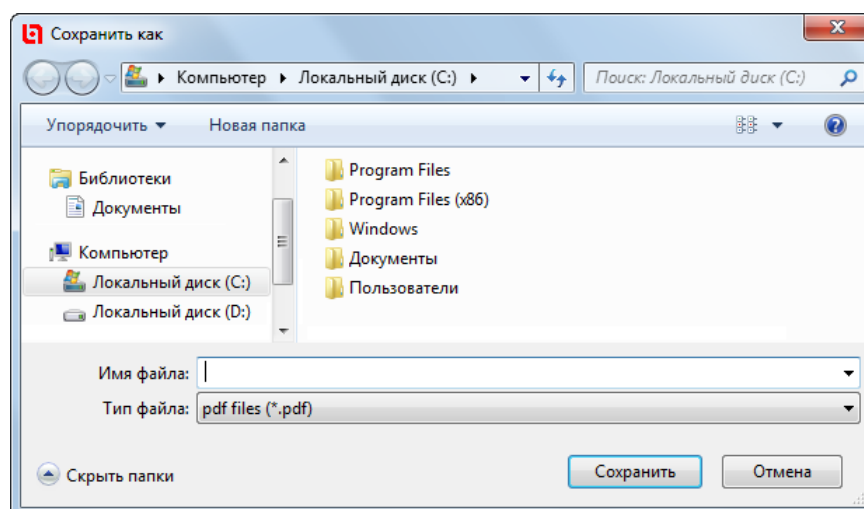 Сохранить как
Компьютер Локальный диск (C:) Поиск: Локальный диск (C:)
Упорядочить Новая папка
Библиотеки
Документы
Компьютер
Локальный диск (C:)
Локальный диск (D:)
Program Files
Program Files (x86)
Windows
Документы
Пользователи
Имя файла:
Тип файла: pdf files (*.pdf)
Скрыть папки Сохранить Отмена